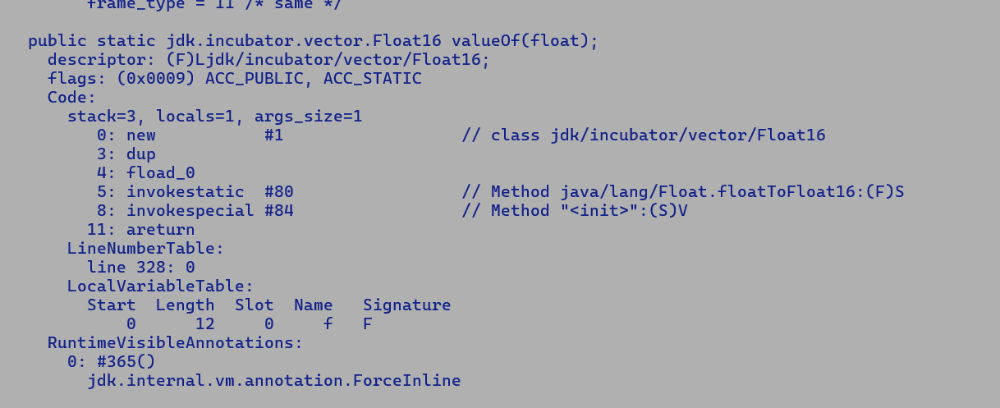 frame_type = 11 /* same */
public static jdk.incubator.vector.Float16 valueOf(float);
descriptor: (F)Ljdk/incubator/vector/Float16;
flags: (0x0009) ACC_PUBLIC, ACC_STATIC
Code:
stack=3, locals=1, args_size=1
0: new #1 // class jdk/incubator/vector/Float16
3: dup
4: fload_0
5: invokestatic #80 // Method java/lang/Float.floatToFloat16:(F)S
8: invokespecial #84 // Method "<init>":(S)V
11: areturn
LineNumberTable:
line 328: 0
LocalVariableTable:
Start Length Slot Name Signature
0 12 0 f F
RuntimeVisibleAnnotations:
0: #365()
jdk.internal.vm.annotation.ForceInline